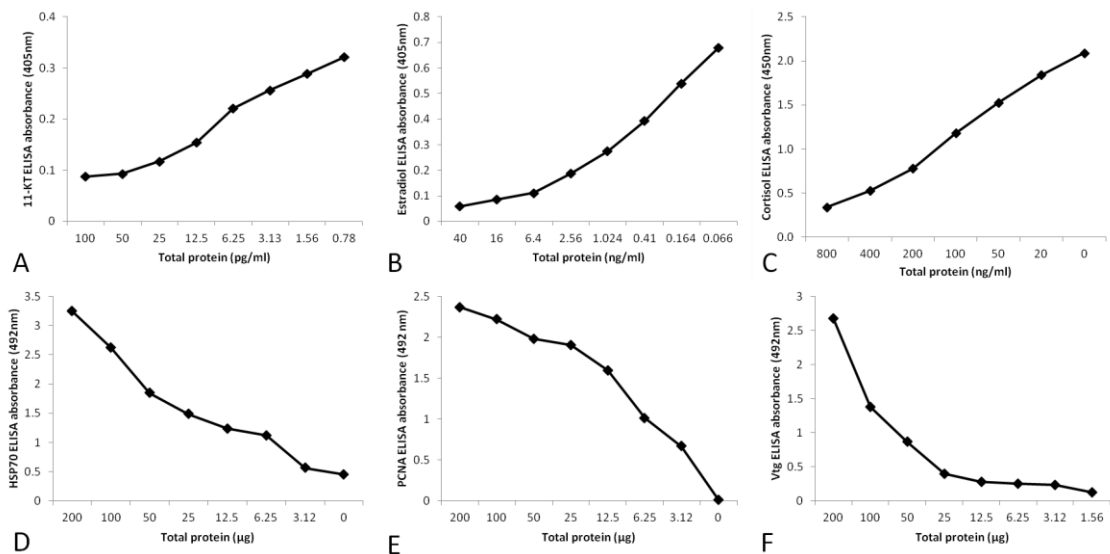 11-KT ELISA absorbance (405nm)
0.4
0.3
0.2
0.1
0
100 50 25 12.5 6.25 3.13 1.56 0.78
Total protein (pg/ml)
A
Estradiol ELISA absorbance (405nm)
0.8
0.7
0.6
0.5
0.4
0.3
0.2
0.1
0
40 16 6.4 2.56 1.024 0.41 0.164 0.066
Total protein (ng/ml)
B
Cortisol ELISA absorbance (450nm)
2.5
2.0
1.5
1.0
0.5
0.0
800 400 200 100 50 20 0
Total protein (ng/ml)
C
HSP70 ELISA absorbance (492nm)
3.5
3
2.5
2
1.5
1
0.5
0
200 100 50 25 12.5 6.25 3.12 0
Total protein (µg)
D
PCNA ELISA absorbance (492 nm)
2.5
2
1.5
1
0.5
0
200 100 50 25 12.5 6.25 3.12 0
Total protein (µg)
E
Vtg ELISA absorbance (492nm)
3
2.5
2
1.5
1
0.5
0
200 100 50 25 12.5 6.25 3.12 1.56
Total protein (µg)
F